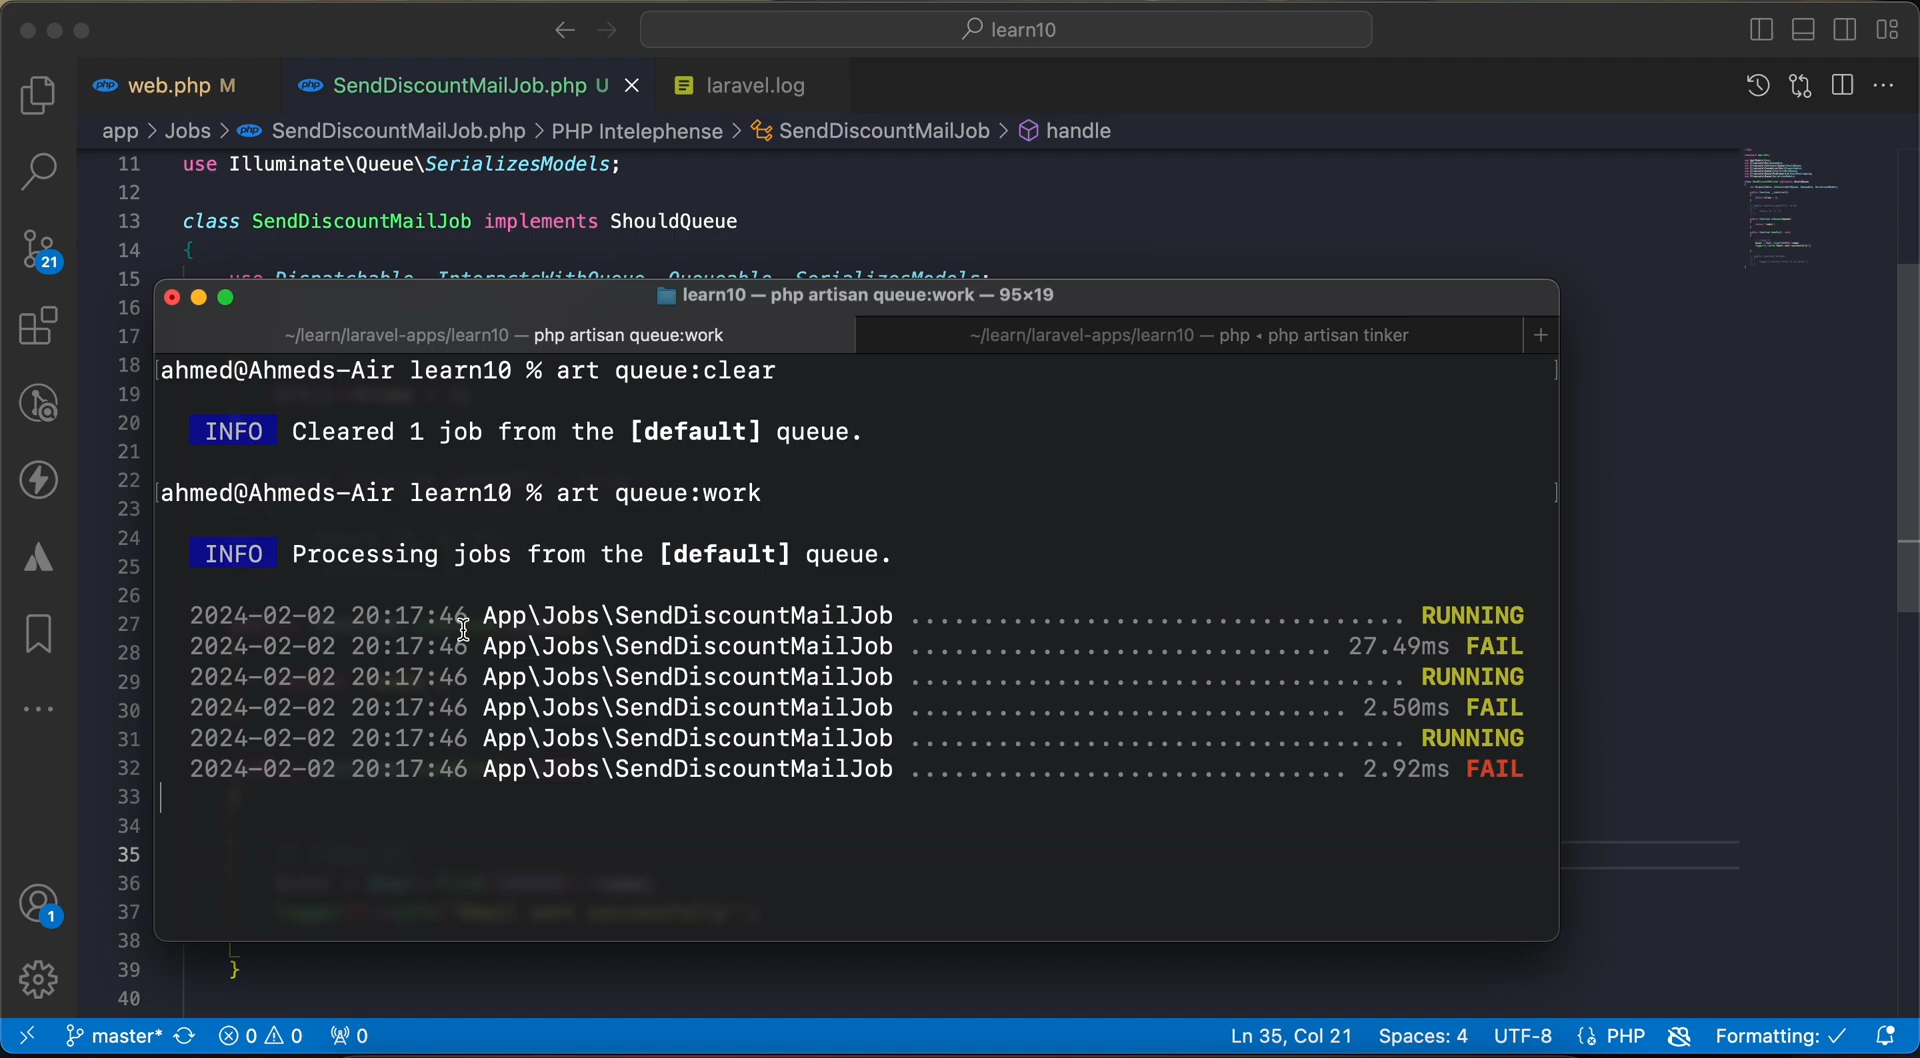 learn10
web.php M
SendDiscountMailJob.php U
laravel.log
app > Jobs > SendDiscountMailJob.php > PHP Intelephense > SendDiscountMailJob > handle
11 use Illuminate\Queue\SerializesModels;
12
13 class SendDiscountMailJob implements ShouldQueue
14 {
15 use Dispatchable, InteractsWithQueue, Queueable, SerializesModels;
16
17
18
19
20
21
22
23
24
25
26
27
28
29
30
31
32
33
34
35
36
37
38
39 }
40
learn10 — php artisan queue:work — 95×19
~/learn/laravel-apps/learn10 — php artisan queue:work
~/learn/laravel-apps/learn10 — php ◂ php artisan tinker
+
[ahmed@Ahmeds-Air learn10 % art queue:clear ]
INFO Cleared 1 job from the [default] queue.
[ahmed@Ahmeds-Air learn10 % art queue:work ]
INFO Processing jobs from the [default] queue.
2024-02-02 20:17:46 App\Jobs\SendDiscountMailJob .................................. RUNNING
2024-02-02 20:17:46 App\Jobs\SendDiscountMailJob ............................. 27.49ms FAIL
2024-02-02 20:17:46 App\Jobs\SendDiscountMailJob .................................. RUNNING
2024-02-02 20:17:46 App\Jobs\SendDiscountMailJob .............................. 2.50ms FAIL
2024-02-02 20:17:46 App\Jobs\SendDiscountMailJob .................................. RUNNING
2024-02-02 20:17:46 App\Jobs\SendDiscountMailJob .............................. 2.92ms FAIL
21
1
master* 0 0 0
Ln 35, Col 21 Spaces: 4 UTF-8 {} PHP Formatting: ✓